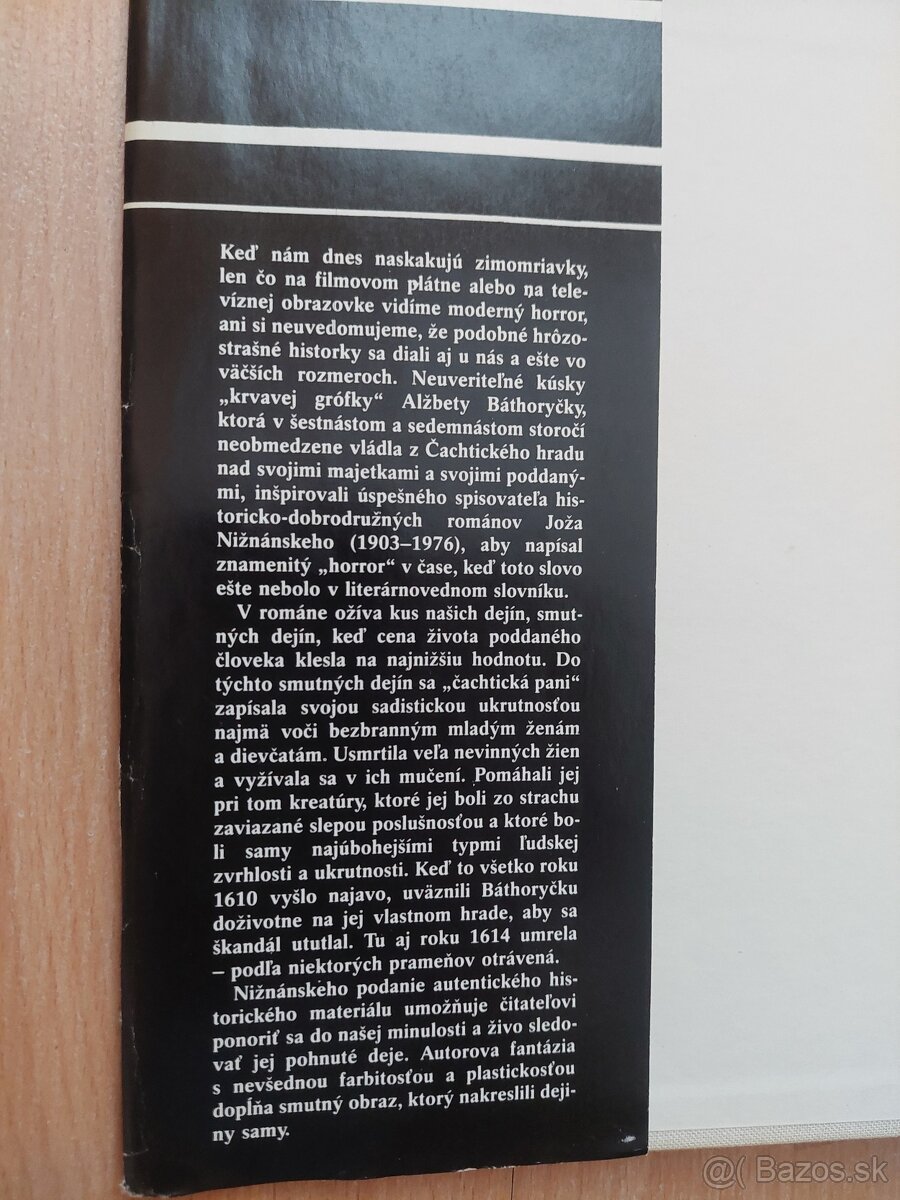 Keď nám dnes naskakujú zimomriavky,
len čo na filmovom plátne alebo na tele-
víznej obrazovke vidíme moderný horror,
ani si neuvedomujeme, že podobné hrôzo-
strašné historky sa diali aj u nás a ešte vo
väčších rozmeroch. Neuveriteľné kúsky
„krvavej grófky“ Alžbety Báthoryčky,
ktorá v šestnástom a sedemnástom storočí
neobmedzene vládla z Čachtického hradu
nad svojimi majetkami a svojimi poddaný-
mi, inšpirovali úspešného spisovateľa his-
toricko-dobrodružných románov Joža
Nižnánskeho (1903–1976), aby napísal
znamenitý „horror“ v čase, keď toto slovo
ešte nebolo v literárnovednom slovníku.
V románe ožíva kus našich dejín, smut-
ných dejín, keď cena života poddaného
človeka klesla na najnižšiu hodnotu. Do
týchto smutných dejín sa „čachtická pani“
zapísala svojou sadistickou ukrutnosťou
najmä voči bezbranným mladým ženám
a dievčatám. Usmrtila veľa nevinných žien
a vyžívala sa v ich mučení. Pomáhali jej
pri tom kreatúry, ktoré jej boli zo strachu
zaviazané slepou poslušnosťou a ktoré bo-
li samy najúbohejšími typmi ľudskej
zvrhlosti a ukrutnosti. Keď to všetko roku
1610 vyšlo najavo, uväznili Báthoryčku
doživotne na jej vlastnom hrade, aby sa
škandál ututlal. Tu aj roku 1614 umrela
– podľa niektorých prameňov otrávená.
Nižnánskeho podanie autentického his-
torického materiálu umožňuje čitateľovi
ponoriť sa do našej minulosti a živo sledo-
vať jej pohnuté deje. Autorova fantázia
s nevšednou farbitosťou a plastickosťou
dopĺňa smutný obraz, ktorý nakreslili deji-
ny samy.
@( Bazos.sk